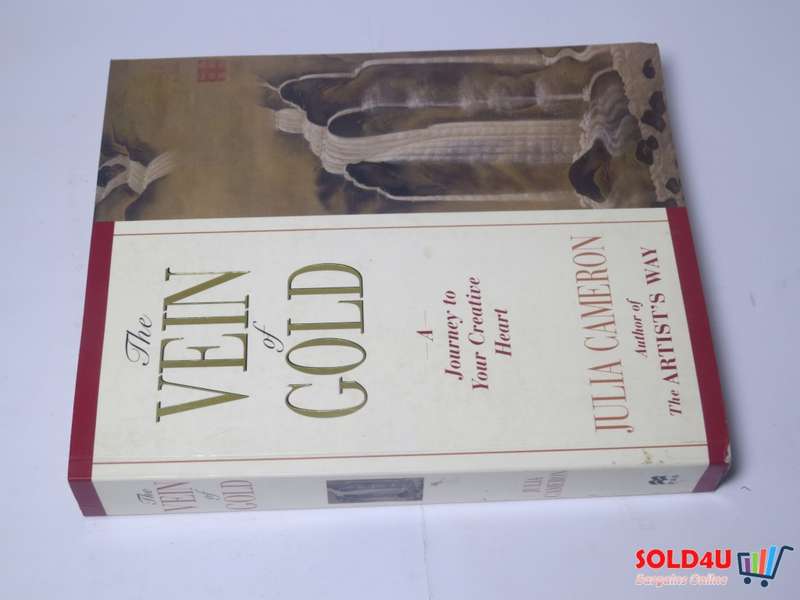 The
VEIN
of
GOLD
A
Journey to
Your Creative
Heart
JULIA CAMERON
Author of
The ARTIST'S WAY
The
VEIN
of
GOLD
JULIA
CAMERON
PAN
SOLD4U
Bargains Online